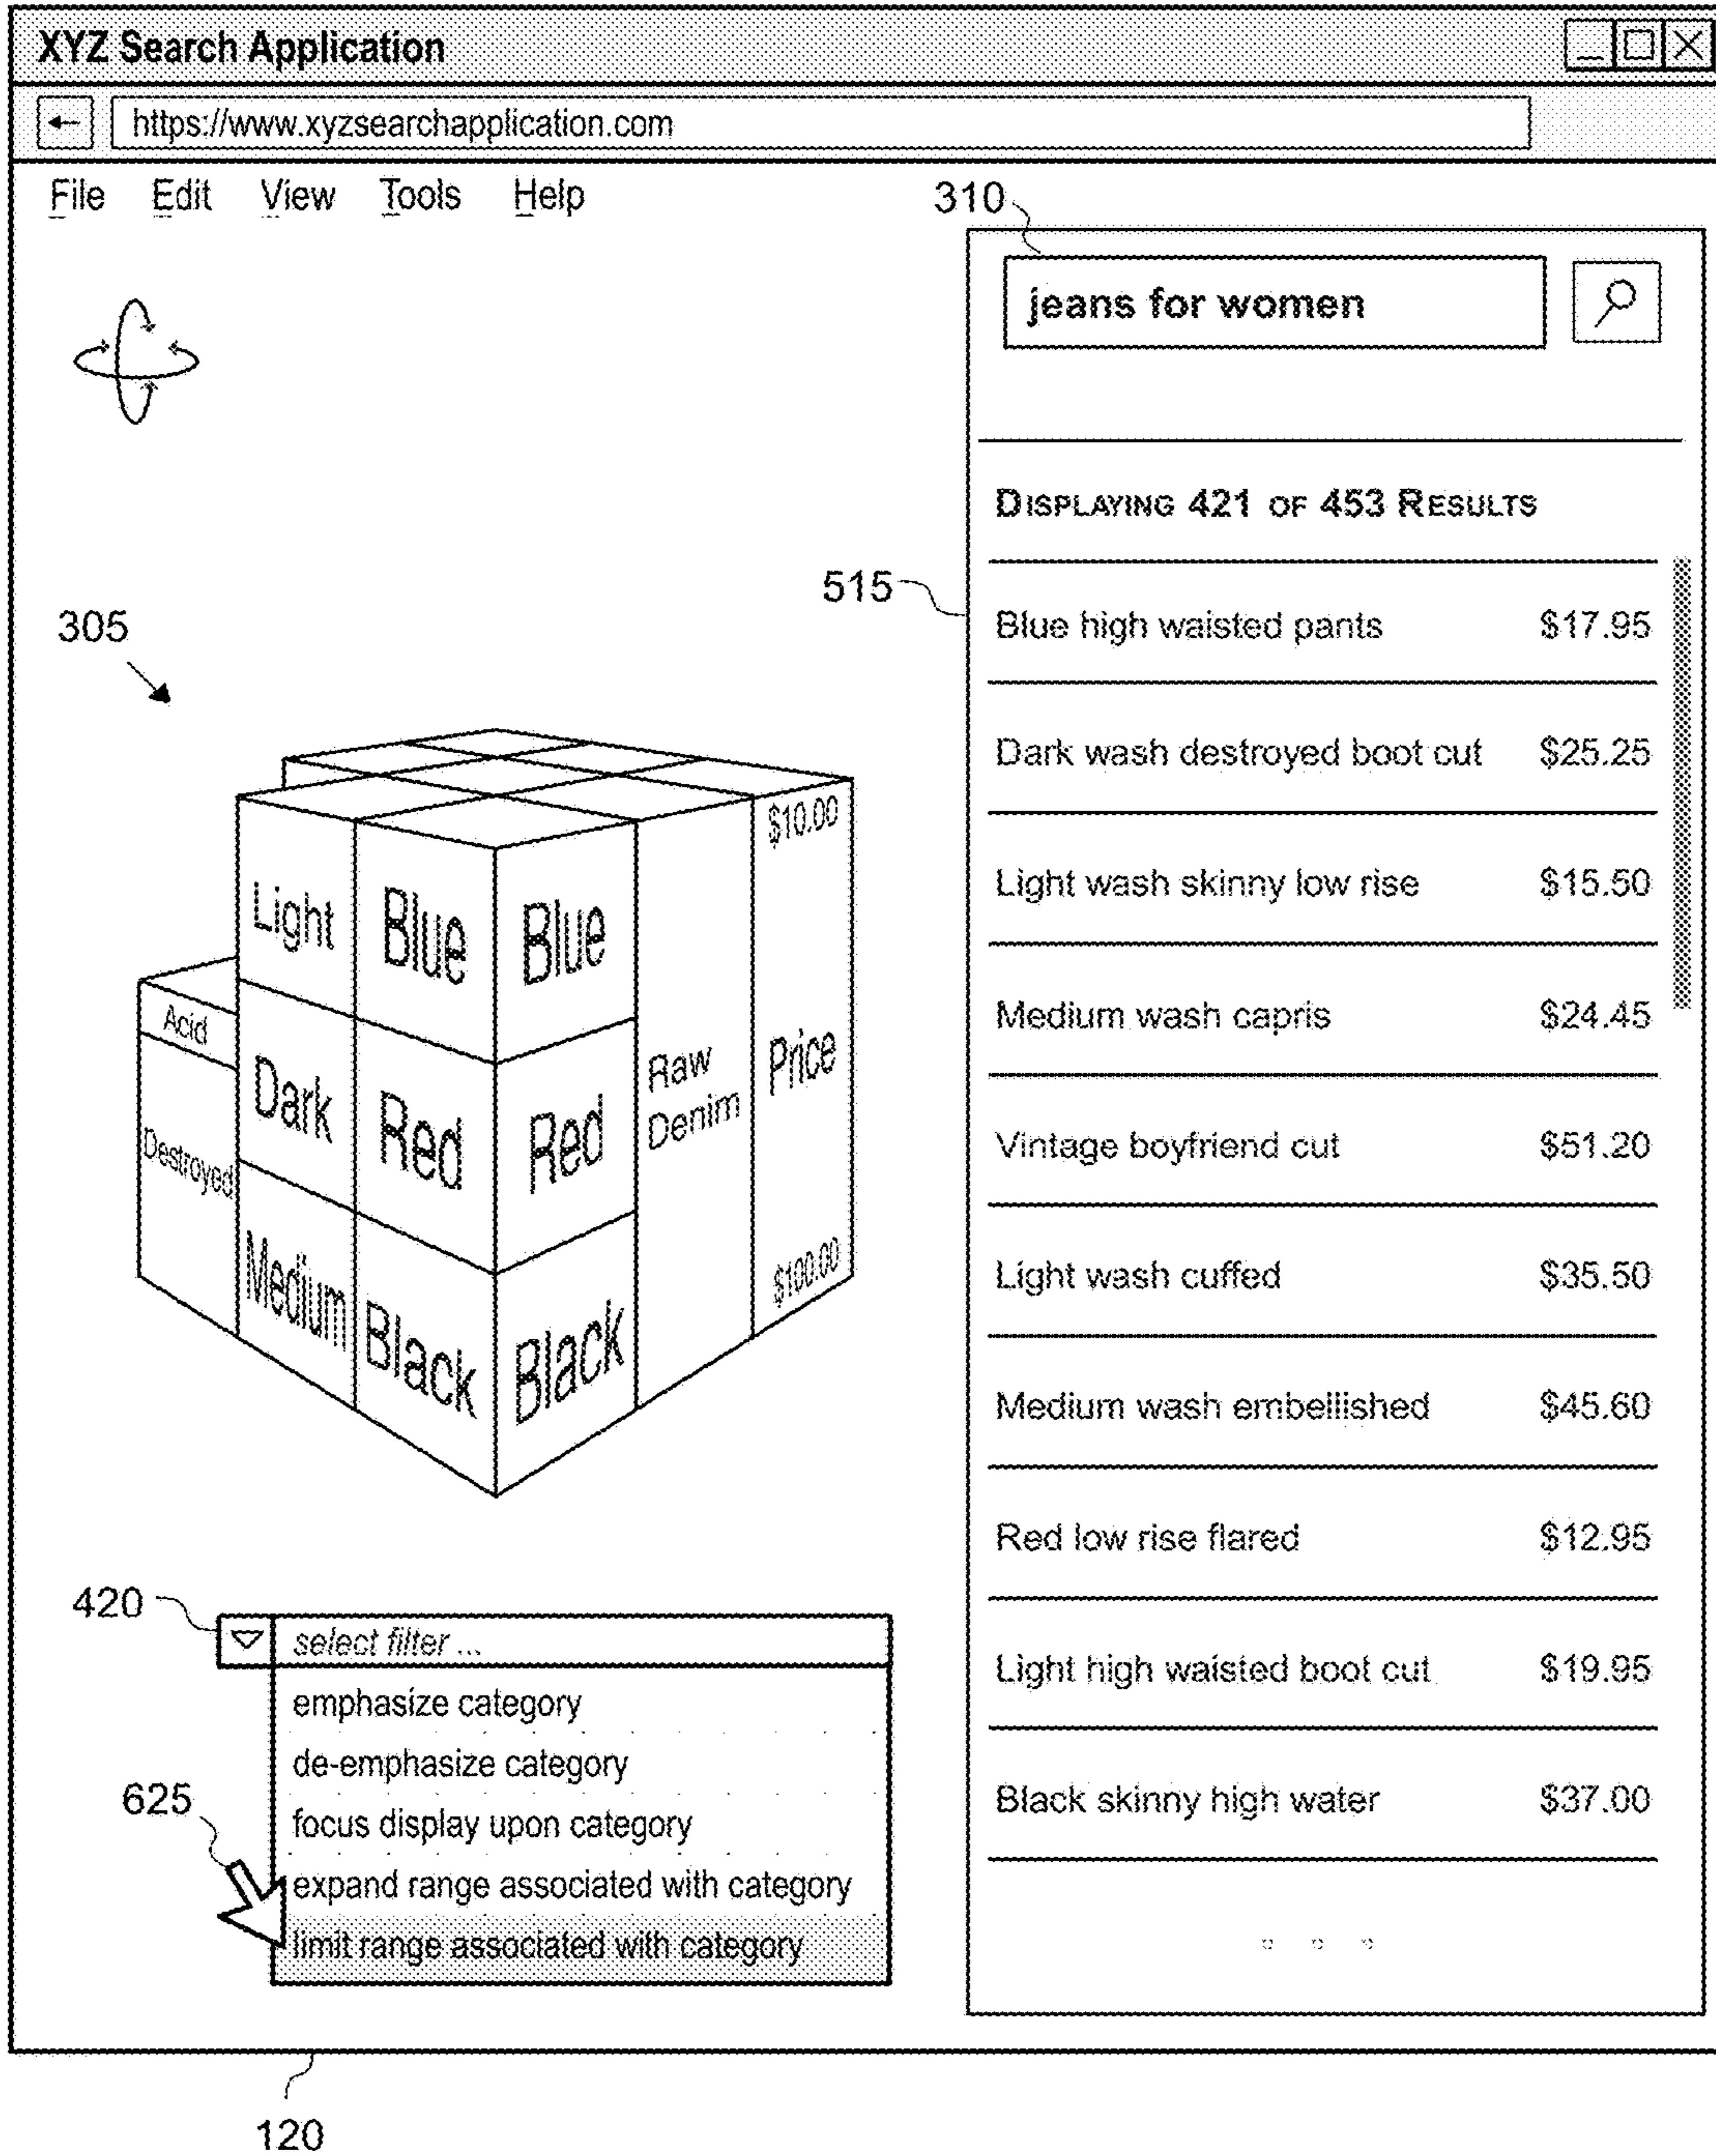 XYZ Search Application
https://www.xyzsearchapplication.com
File Edit View Tools Help
310
jeans for women
DISPLAYING 421 OF 453 RESULTS
515
Blue high waisted pants $17.95
Dark wash destroyed boot cut $25.25
Light wash skinny low rise $15.50
Medium wash capris $24.45
Vintage boyfriend cut $51.20
Light wash cuffed $35.50
Medium wash embellished $45.60
Red low rise flared $12.95
Light high waisted boot cut $19.95
Black skinny high water $37.00
305
Acid
Destroyed
Light
Dark
Medium
Blue
Red
Black
Blue
Red
Black
Raw
Denim
$10.00
Price
$100.00
420
select filter ...
emphasize category
de-emphasize category
625
focus display upon category
expand range associated with category
limit range associated with category
120